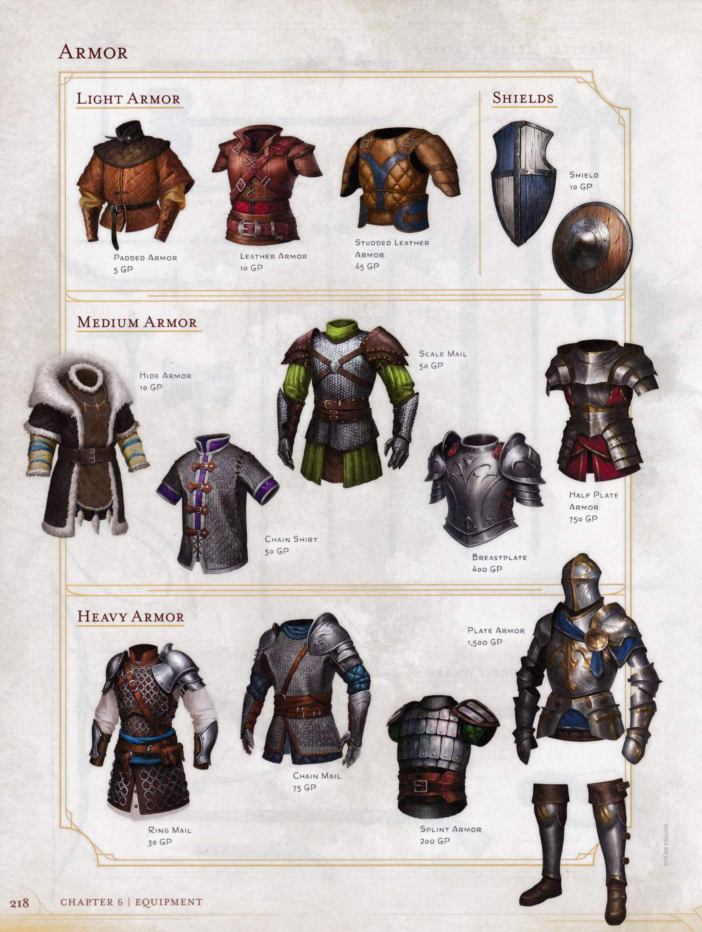 ARMOR
LIGHT ARMOR
PADDED ARMOR
5 GP
LEATHER ARMOR
10 GP
STUDDED LEATHER
ARMOR
45 GP
SHIELDS
SHIELD
10 GP
MEDIUM ARMOR
HIDE ARMOR
10 GP
CHAIN SHIRT
50 GP
SCALE MAIL
50 GP
BREASTPLATE
400 GP
HALF PLATE
ARMOR
750 GP
HEAVY ARMOR
RING MAIL
30 GP
CHAIN MAIL
75 GP
SPLINT ARMOR
200 GP
PLATE ARMOR
1,500 GP
218 CHAPTER 6 | EQUIPMENT